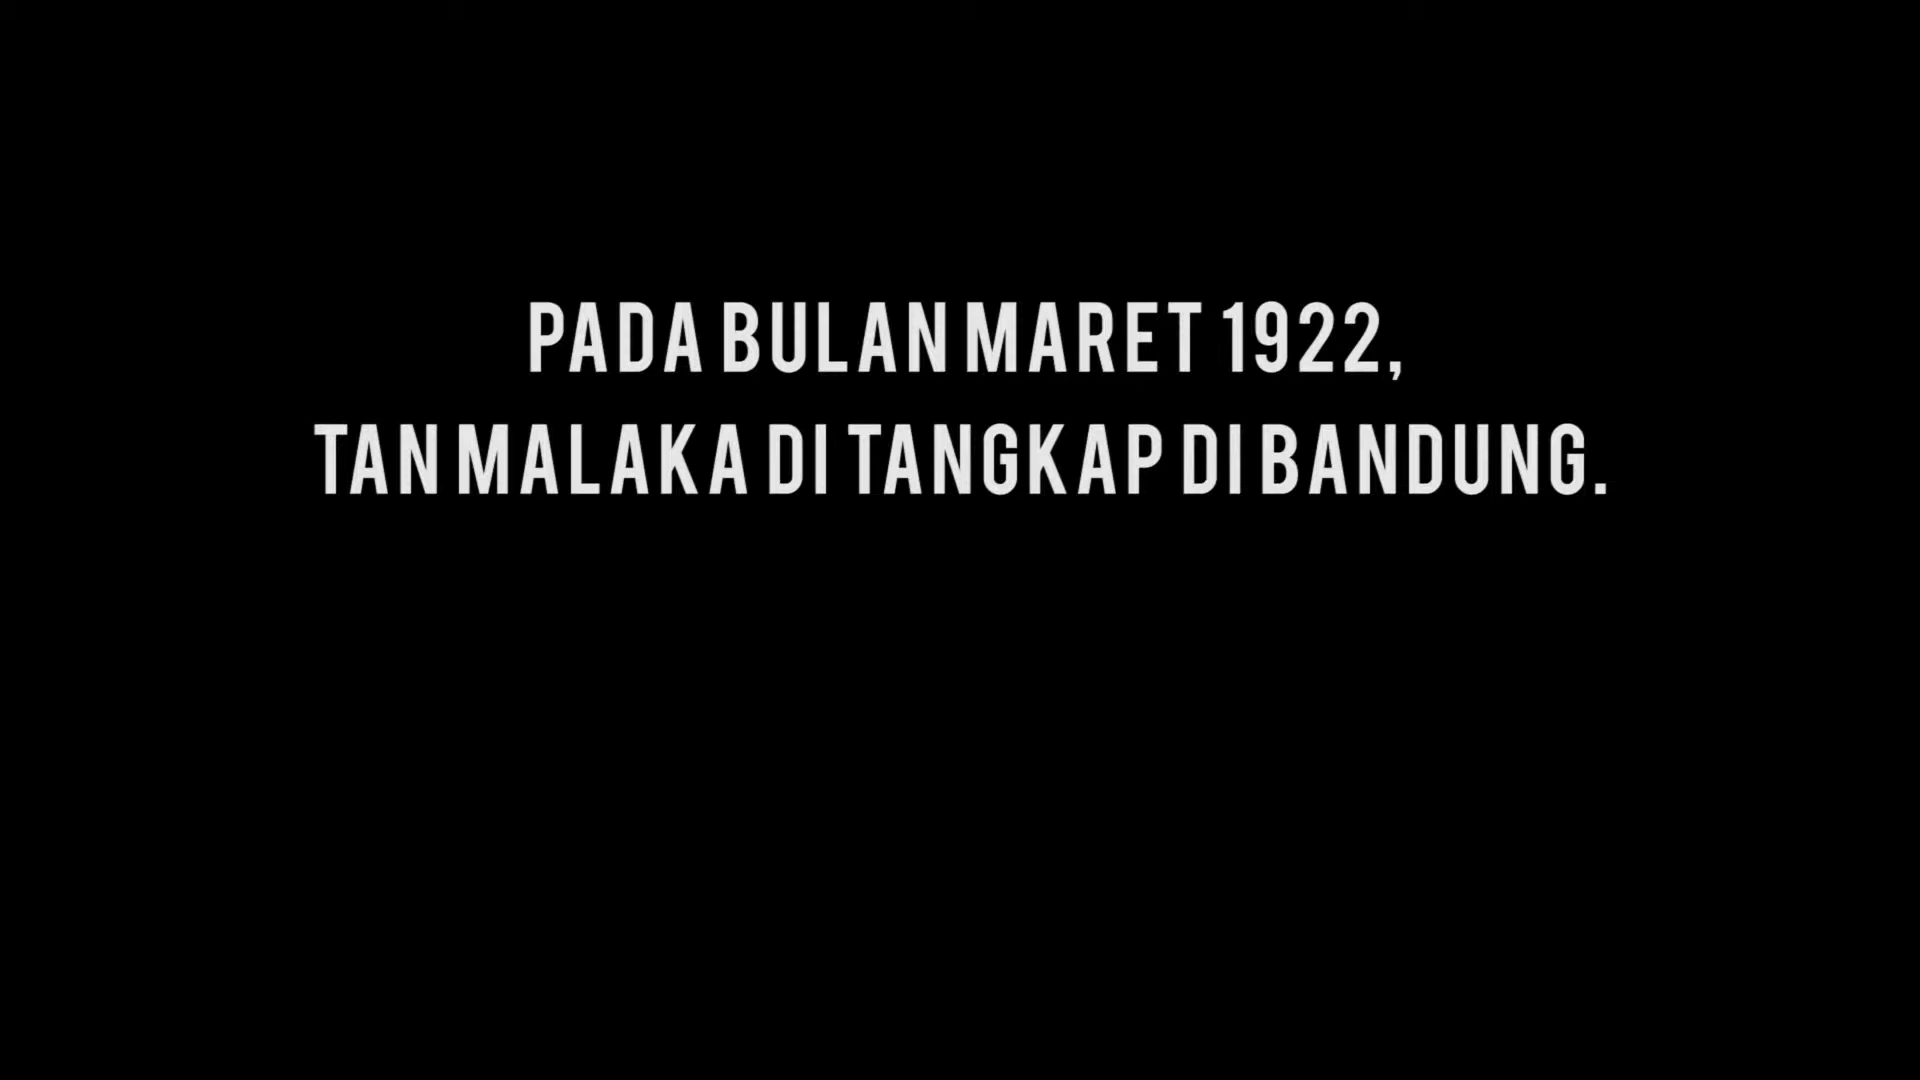 PADA BULAN MARET 1922,
TAN MALAKA DI TANGKAP DI BANDUNG.